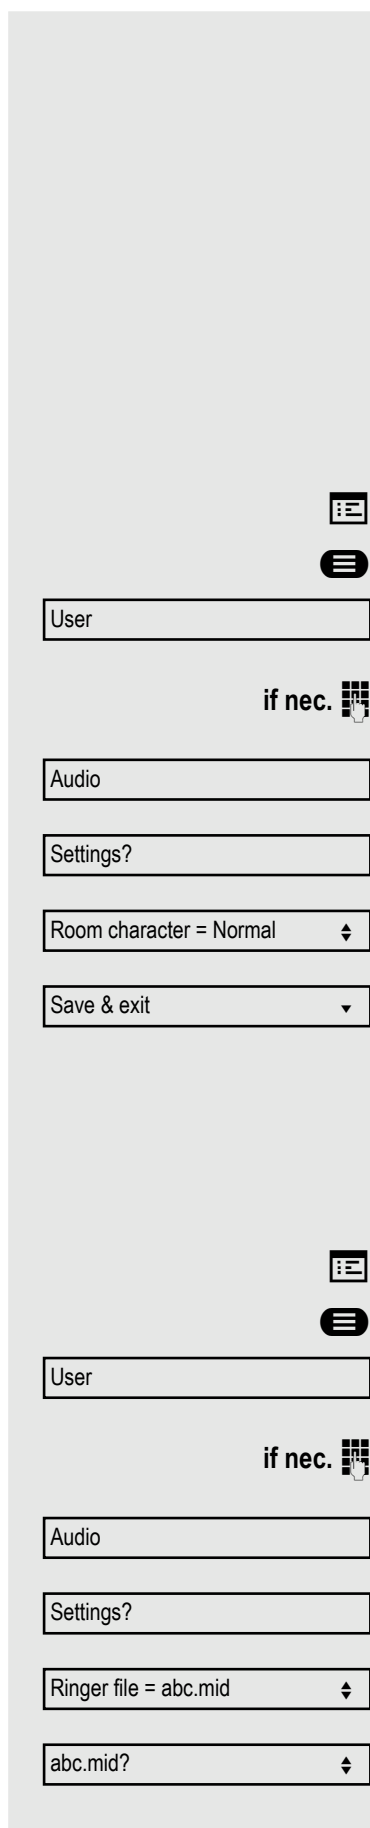 User
if nec.
Audio
Settings?
Room character = Normal
Save & exit
User
if nec.
Audio
Settings?
Ringer file = abc.mid
abc.mid?